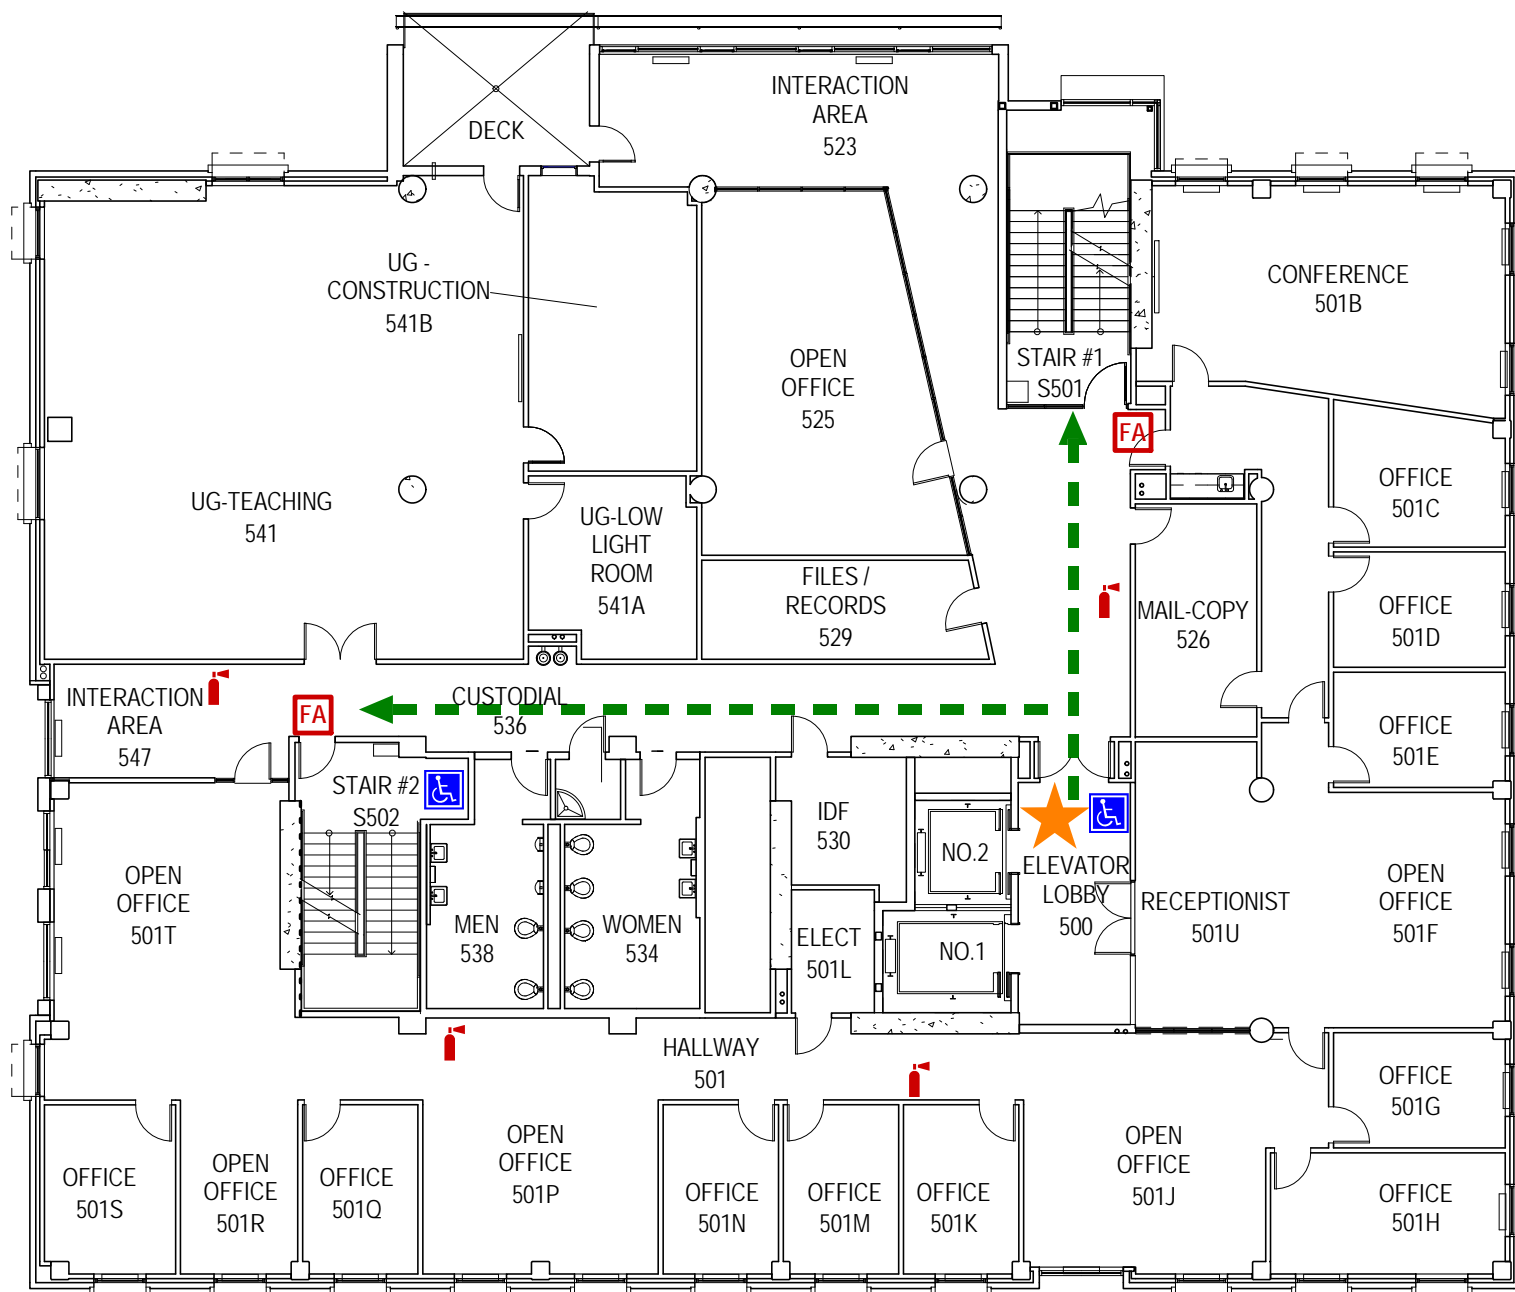 INTERACTION
AREA
523
DECK
UG -
CONSTRUCTION
541B
CONFERENCE
501B
STAIR #1
S501
OPEN
OFFICE
525
FA
OFFICE
501C
UG-TEACHING
541
UG-LOW
LIGHT
ROOM
541A
FILES /
RECORDS
529
MAIL-COPY
526
OFFICE
501D
INTERACTION
AREA
547
FA
CUSTODIAL
536
OFFICE
501E
STAIR #2
S502
IDF
530
NO.2
ELEVATOR
LOBBY
500
RECEPTIONIST
501U
OPEN
OFFICE
501F
OPEN
OFFICE
501T
MEN
538
WOMEN
534
ELECT
501L
NO.1
HALLWAY
501
OFFICE
501G
OFFICE
501S
OPEN
OFFICE
501R
OFFICE
501Q
OPEN
OFFICE
501P
OFFICE
501N
OFFICE
501M
OFFICE
501K
OPEN
OFFICE
501J
OFFICE
501H